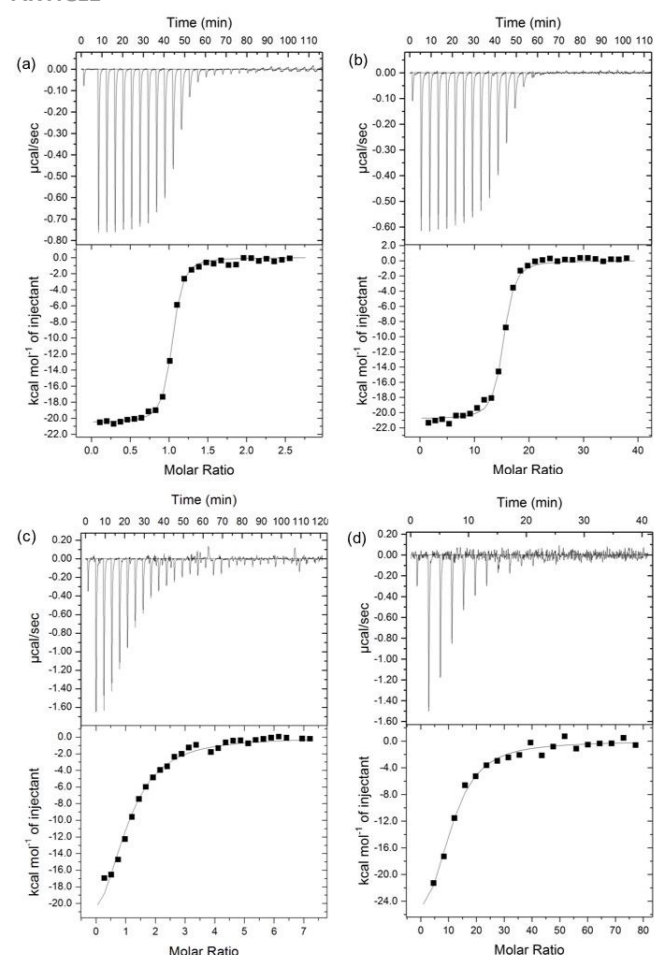 ARTICLE
Time (min)
0 10 20 30 40 50 60 70 80 90 100 110
(a)
0.00
-0.10
-0.20
-0.30
-0.40
-0.50
-0.60
-0.70
-0.80
µcal/sec
0.0
-2.0
-4.0
-6.0
-8.0
-10.0
-12.0
-14.0
-16.0
-18.0
-20.0
-22.0
kcal mol⁻¹ of injectant
0.0 0.5 1.0 1.5 2.0 2.5
Molar Ratio
Time (min)
0 10 20 30 40 50 60 70 80 90 100 110
(b)
0.00
-0.10
-0.20
-0.30
-0.40
-0.50
-0.60
µcal/sec
2.0
0.0
-2.0
-4.0
-6.0
-8.0
-10.0
-12.0
-14.0
-16.0
-18.0
-20.0
-22.0
kcal mol⁻¹ of injectant
0 10 20 30 40
Molar Ratio
Time (min)
0 10 20 30 40 50 60 70 80 90 100 110 120
(c)
0.20
0.00
-0.20
-0.40
-0.60
-0.80
-1.00
-1.20
-1.40
-1.60
µcal/sec
0.0
-2.0
-4.0
-6.0
-8.0
-10.0
-12.0
-14.0
-16.0
-18.0
-20.0
kcal mol⁻¹ of injectant
0 1 2 3 4 5 6 7
Molar Ratio
Time (min)
0 10 20 30 40
(d)
0.20
0.00
-0.20
-0.40
-0.60
-0.80
-1.00
-1.20
-1.40
-1.60
µcal/sec
0.0
-4.0
-8.0
-12.0
-16.0
-20.0
-24.0
kcal mol⁻¹ of injectant
0 10 20 30 40 50 60 70 80
Molar Ratio